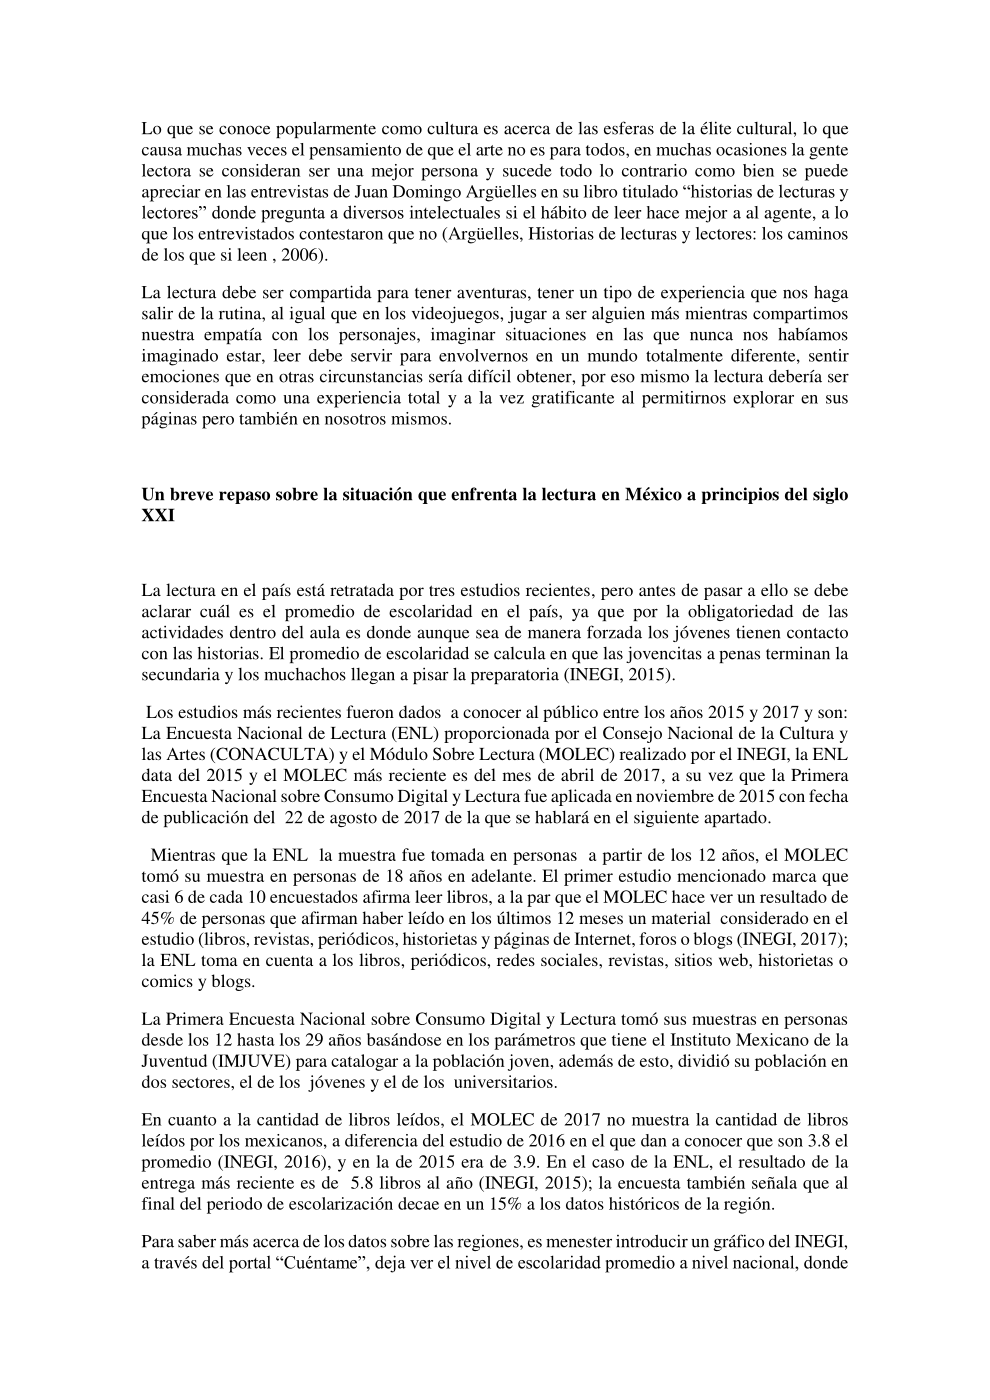 Lo que se conoce popularmente como cultura es acerca de las esferas de la élite cultural, lo que
causa muchas veces el pensamiento de que el arte no es para todos, en muchas ocasiones la gente
lectora se consideran ser una mejor persona y sucede todo lo contrario como bien se puede
apreciar en las entrevistas de Juan Domingo Argüelles en su libro titulado “historias de lecturas y
lectores” donde pregunta a diversos intelectuales si el hábito de leer hace mejor a al agente, a lo
que los entrevistados contestaron que no (Argüelles, Historias de lecturas y lectores: los caminos
de los que si leen , 2006).
La lectura debe ser compartida para tener aventuras, tener un tipo de experiencia que nos haga
salir de la rutina, al igual que en los videojuegos, jugar a ser alguien más mientras compartimos
nuestra empatía con los personajes, imaginar situaciones en las que nunca nos habíamos
imaginado estar, leer debe servir para envolvernos en un mundo totalmente diferente, sentir
emociones que en otras circunstancias sería difícil obtener, por eso mismo la lectura debería ser
considerada como una experiencia total y a la vez gratificante al permitirnos explorar en sus
páginas pero también en nosotros mismos.
Un breve repaso sobre la situación que enfrenta la lectura en México a principios del siglo
XXI
La lectura en el país está retratada por tres estudios recientes, pero antes de pasar a ello se debe
aclarar cuál es el promedio de escolaridad en el país, ya que por la obligatoriedad de las
actividades dentro del aula es donde aunque sea de manera forzada los jóvenes tienen contacto
con las historias. El promedio de escolaridad se calcula en que las jovencitas a penas terminan la
secundaria y los muchachos llegan a pisar la preparatoria (INEGI, 2015).
Los estudios más recientes fueron dados a conocer al público entre los años 2015 y 2017 y son:
La Encuesta Nacional de Lectura (ENL) proporcionada por el Consejo Nacional de la Cultura y
las Artes (CONACULTA) y el Módulo Sobre Lectura (MOLEC) realizado por el INEGI, la ENL
data del 2015 y el MOLEC más reciente es del mes de abril de 2017, a su vez que la Primera
Encuesta Nacional sobre Consumo Digital y Lectura fue aplicada en noviembre de 2015 con fecha
de publicación del 22 de agosto de 2017 de la que se hablará en el siguiente apartado.
Mientras que la ENL la muestra fue tomada en personas a partir de los 12 años, el MOLEC
tomó su muestra en personas de 18 años en adelante. El primer estudio mencionado marca que
casi 6 de cada 10 encuestados afirma leer libros, a la par que el MOLEC hace ver un resultado de
45% de personas que afirman haber leído en los últimos 12 meses un material considerado en el
estudio (libros, revistas, periódicos, historietas y páginas de Internet, foros o blogs (INEGI, 2017);
la ENL toma en cuenta a los libros, periódicos, redes sociales, revistas, sitios web, historietas o
comics y blogs.
La Primera Encuesta Nacional sobre Consumo Digital y Lectura tomó sus muestras en personas
desde los 12 hasta los 29 años basándose en los parámetros que tiene el Instituto Mexicano de la
Juventud (IMJUVE) para catalogar a la población joven, además de esto, dividió su población en
dos sectores, el de los jóvenes y el de los universitarios.
En cuanto a la cantidad de libros leídos, el MOLEC de 2017 no muestra la cantidad de libros
leídos por los mexicanos, a diferencia del estudio de 2016 en el que dan a conocer que son 3.8 el
promedio (INEGI, 2016), y en la de 2015 era de 3.9. En el caso de la ENL, el resultado de la
entrega más reciente es de 5.8 libros al año (INEGI, 2015); la encuesta también señala que al
final del periodo de escolarización decae en un 15% a los datos históricos de la región.
Para saber más acerca de los datos sobre las regiones, es menester introducir un gráfico del INEGI,
a través del portal “Cuéntame”, deja ver el nivel de escolaridad promedio a nivel nacional, donde